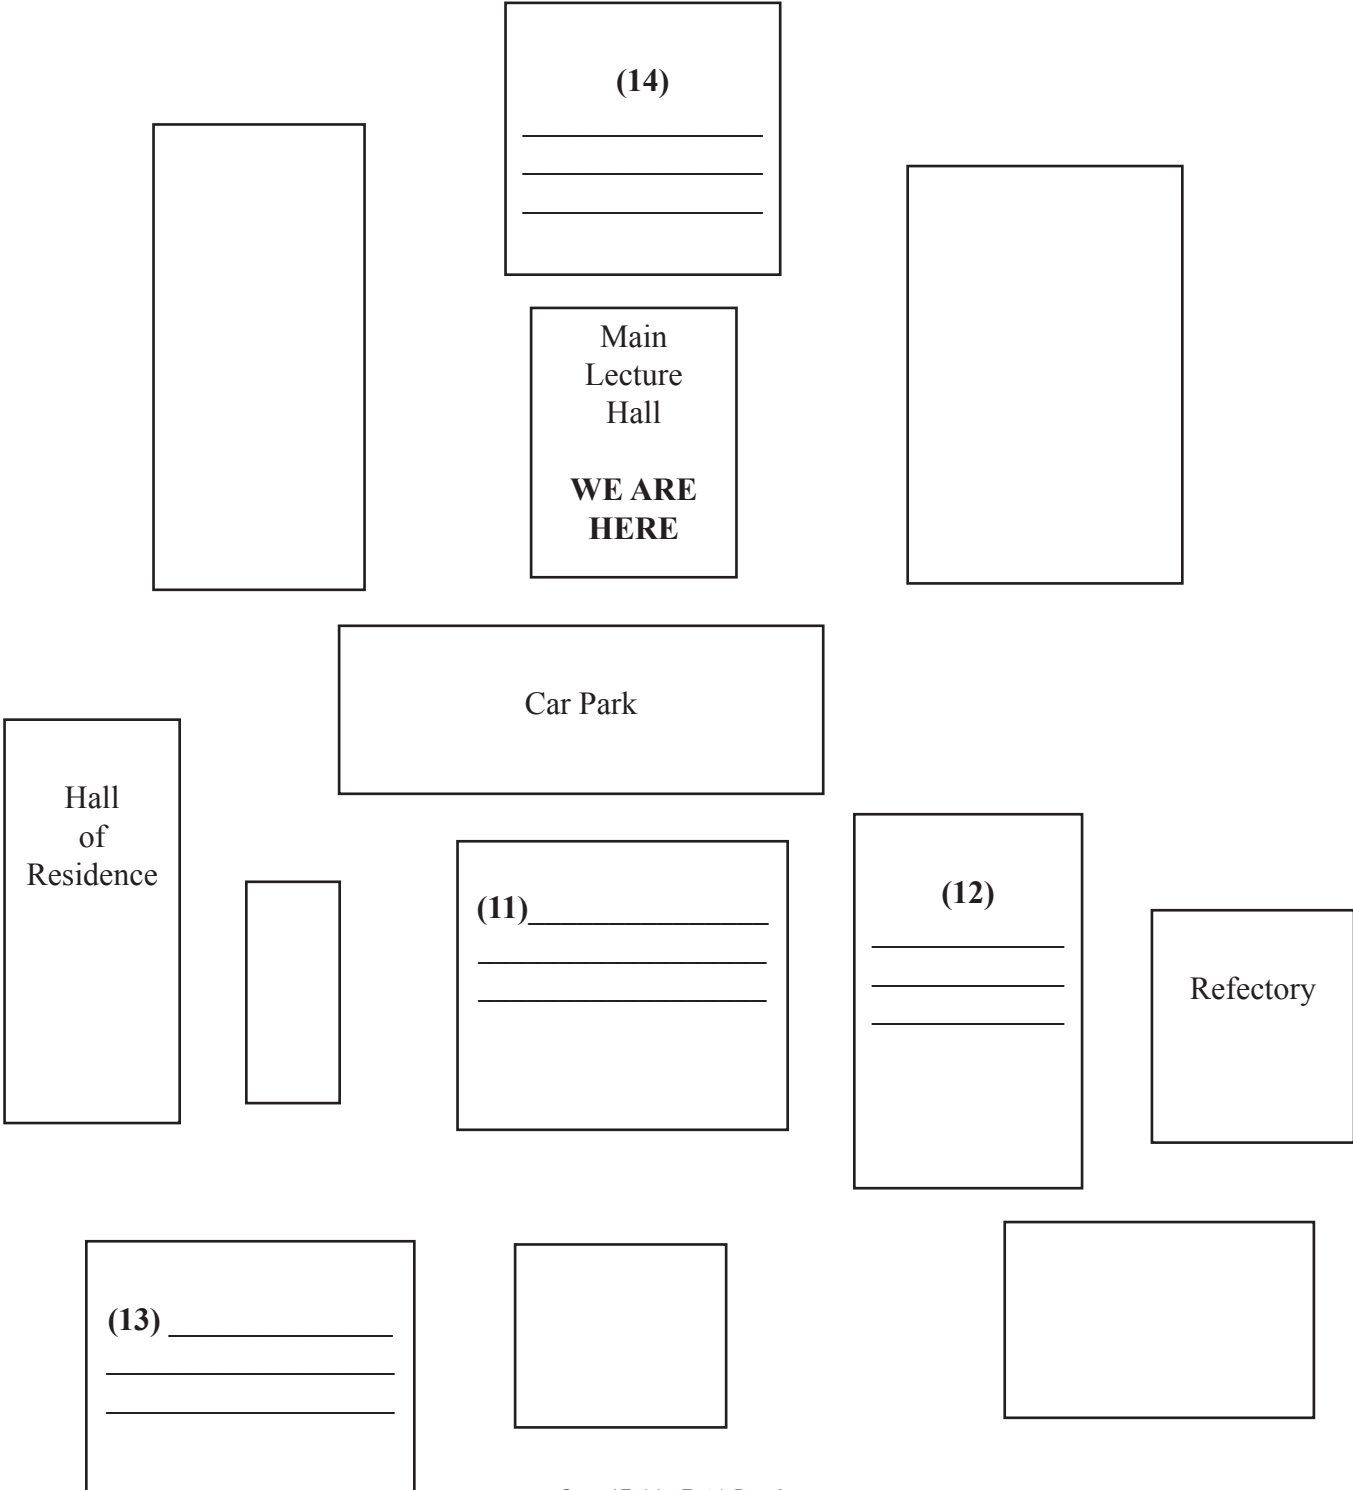 (14)
Main
Lecture
Hall
WE ARE
HERE
Car Park
Hall
of
Residence
(11)
(12)
Refectory
(13)